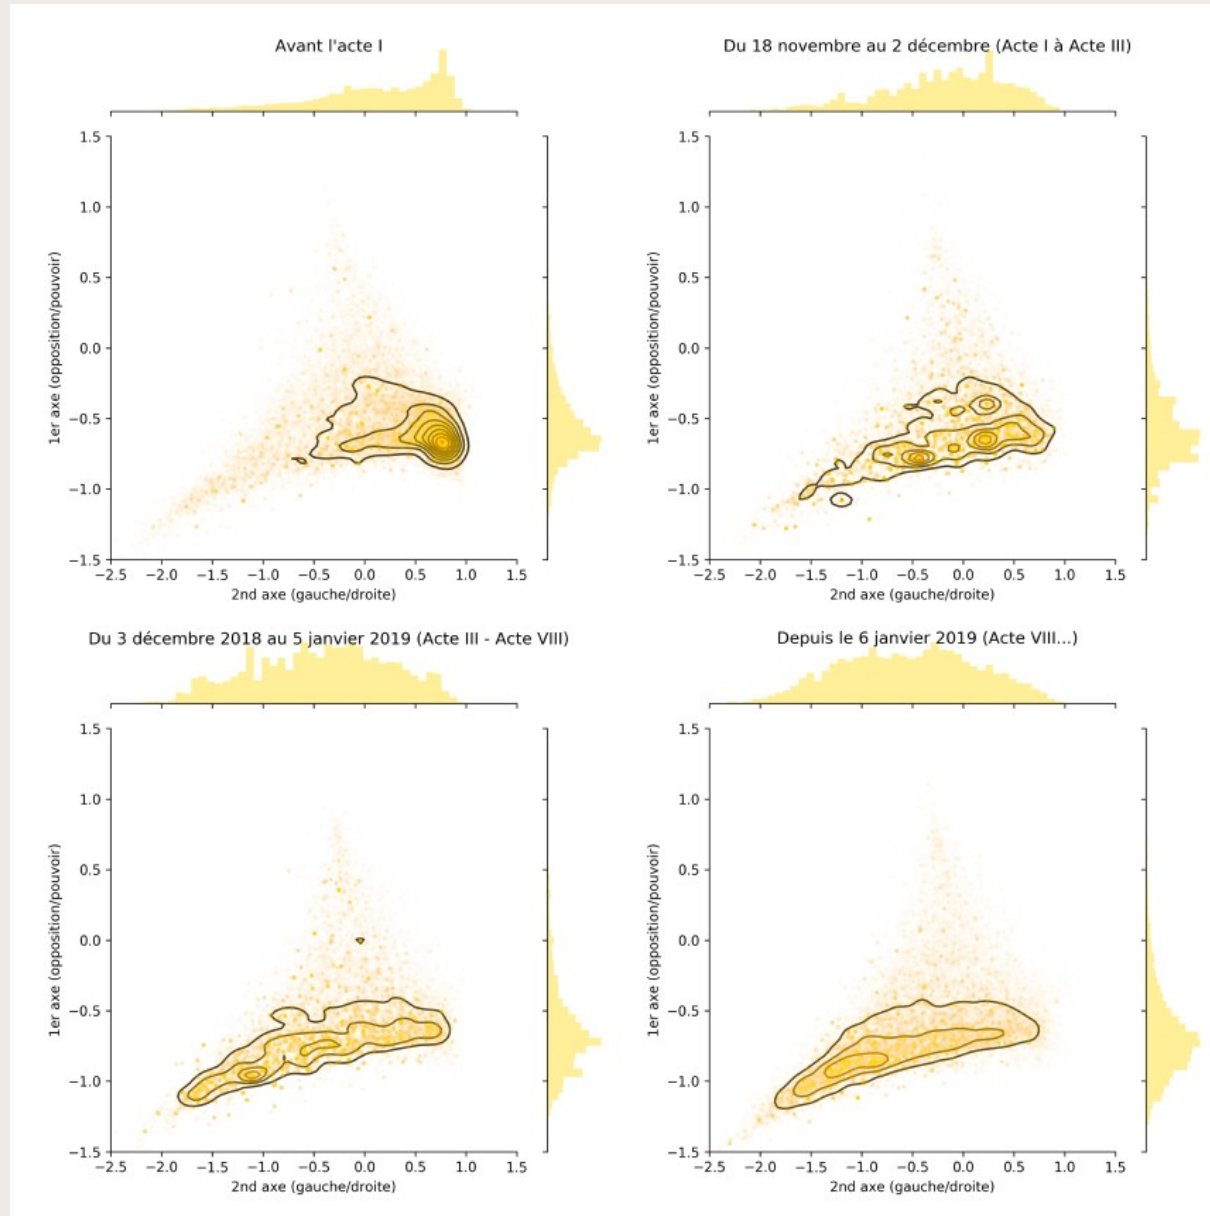 Avant l'acte I
1.5
1.0
0.5
0.0
−0.5
−1.0
−1.5
1er axe (opposition/pouvoir)
−2.5 −2.0 −1.5 −1.0 −0.5 0.0 0.5 1.0 1.5
2nd axe (gauche/droite)
Du 18 novembre au 2 décembre (Acte I à Acte III)
1.5
1.0
0.5
0.0
−0.5
−1.0
−1.5
1er axe (opposition/pouvoir)
−2.5 −2.0 −1.5 −1.0 −0.5 0.0 0.5 1.0 1.5
2nd axe (gauche/droite)
Du 3 décembre 2018 au 5 janvier 2019 (Acte III - Acte VIII)
1.5
1.0
0.5
0.0
−0.5
−1.0
−1.5
1er axe (opposition/pouvoir)
−2.5 −2.0 −1.5 −1.0 −0.5 0.0 0.5 1.0 1.5
2nd axe (gauche/droite)
Depuis le 6 janvier 2019 (Acte VIII...)
1.5
1.0
0.5
0.0
−0.5
−1.0
−1.5
1er axe (opposition/pouvoir)
−2.5 −2.0 −1.5 −1.0 −0.5 0.0 0.5 1.0 1.5
2nd axe (gauche/droite)